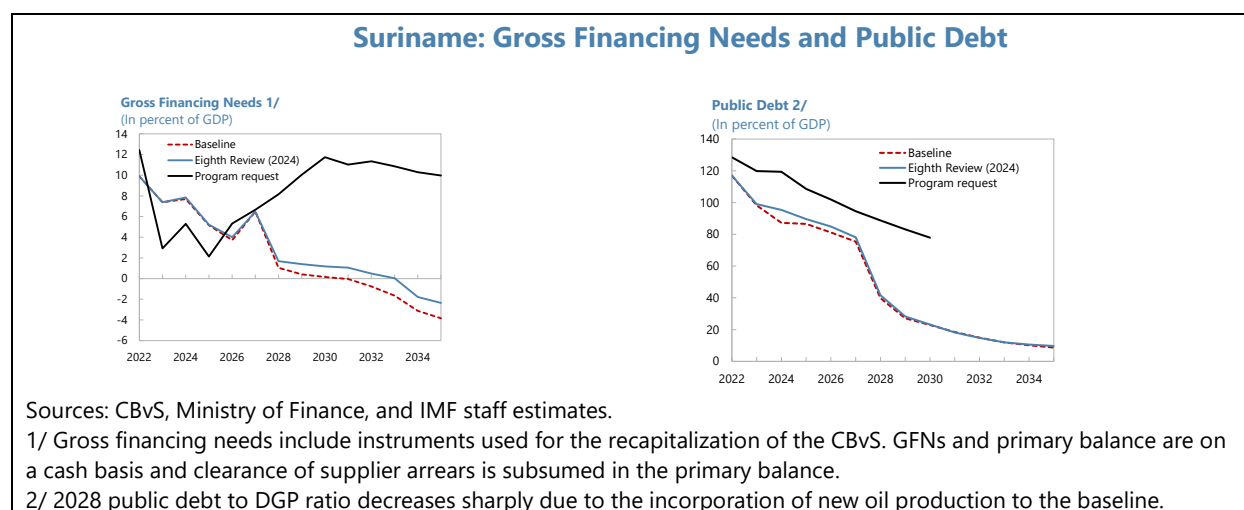 Suriname: Gross Financing Needs and Public Debt
Gross Financing Needs 1/
(In percent of GDP)
14
12
10
8
6
4
2
0
-2
-4
-6
Baseline
Eighth Review (2024)
Program request
2022 2024 2026 2028 2030 2032 2034
Public Debt 2/
(In percent of GDP)
140
120
100
80
60
40
20
0
Baseline
Eighth Review (2024)
Program request
2022 2024 2026 2028 2030 2032 2034
Sources: CBvS, Ministry of Finance, and IMF staff estimates.
1/ Gross financing needs include instruments used for the recapitalization of the CBvS. GFNs and primary balance are on
a cash basis and clearance of supplier arrears is subsumed in the primary balance.
2/ 2028 public debt to DGP ratio decreases sharply due to the incorporation of new oil production to the baseline.